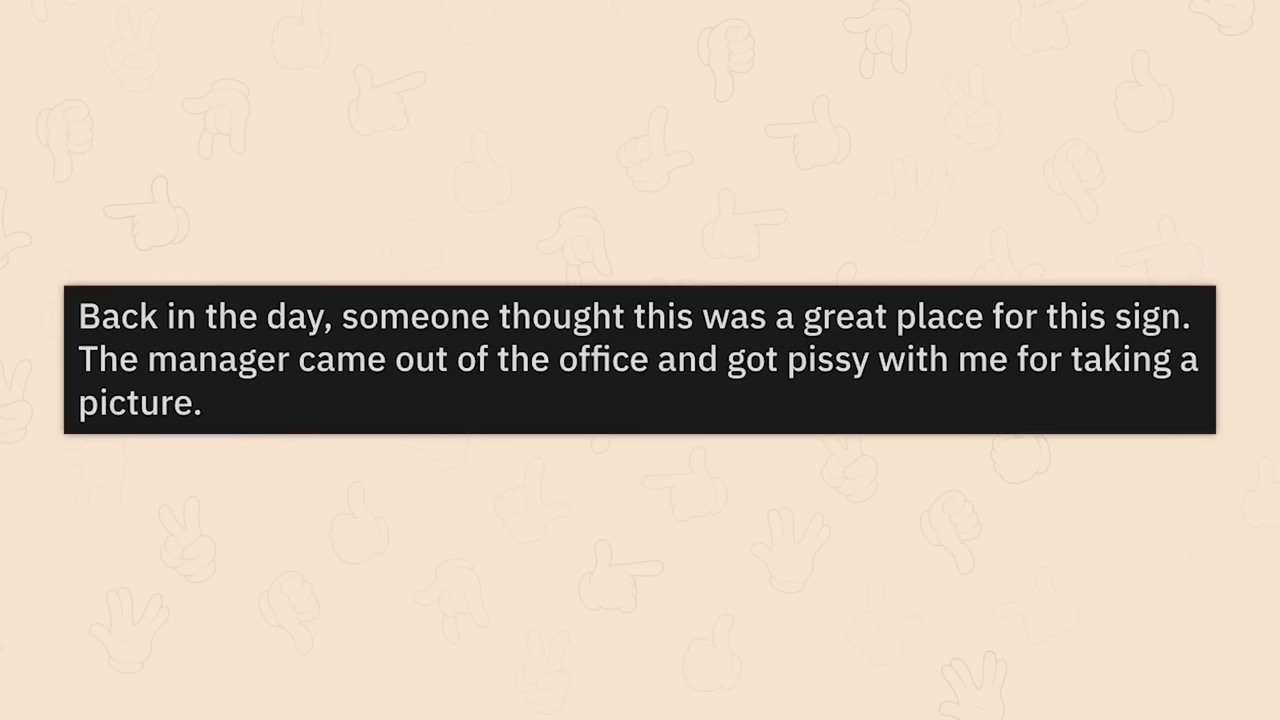 Back in the day, someone thought this was a great place for this sign.
The manager came out of the office and got pissy with me for taking a
picture.